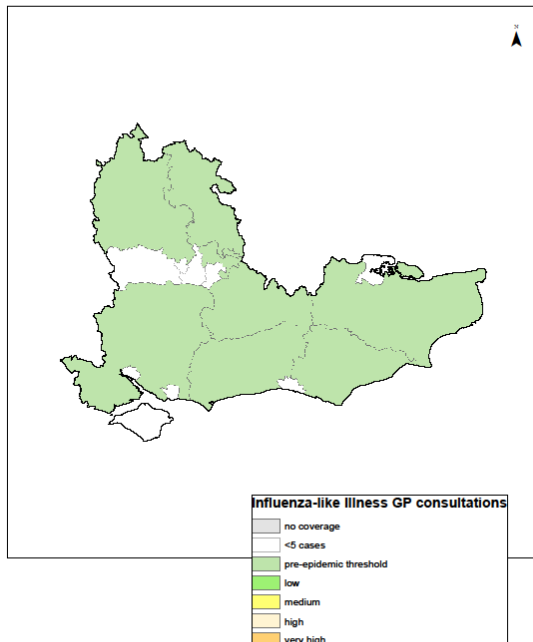 N
Influenza-like Illness GP consultations
no coverage
<5 cases
pre-epidemic threshold
low
medium
high
very high